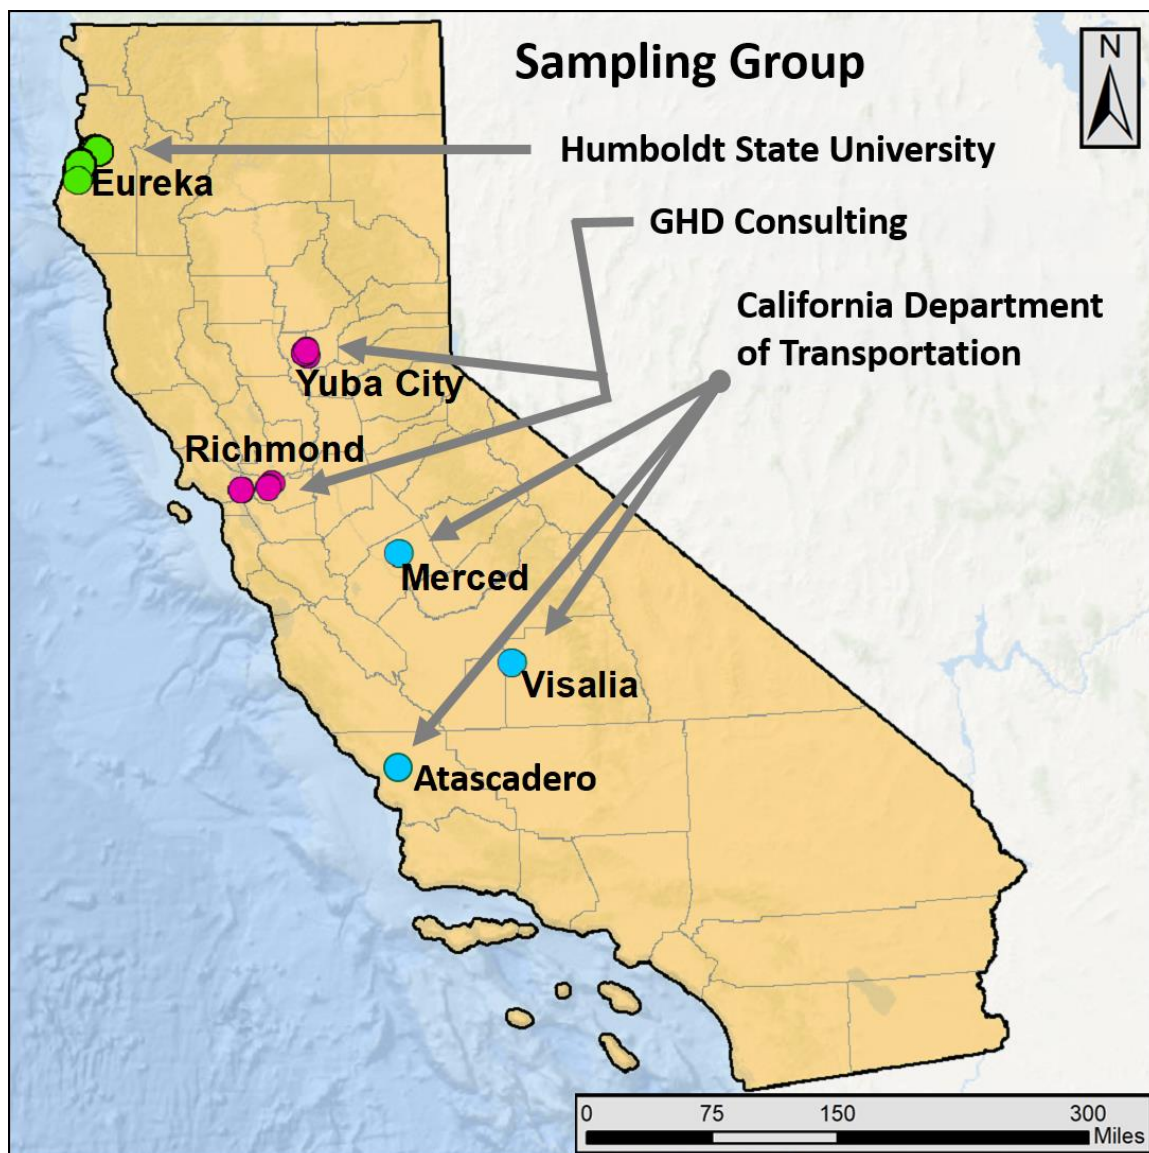 Sampling Group
N
Humboldt State University
Eureka
GHD Consulting
California Department
of Transportation
Yuba City
Richmond
Merced
Visalia
Atascadero
0 75 150 300
Miles